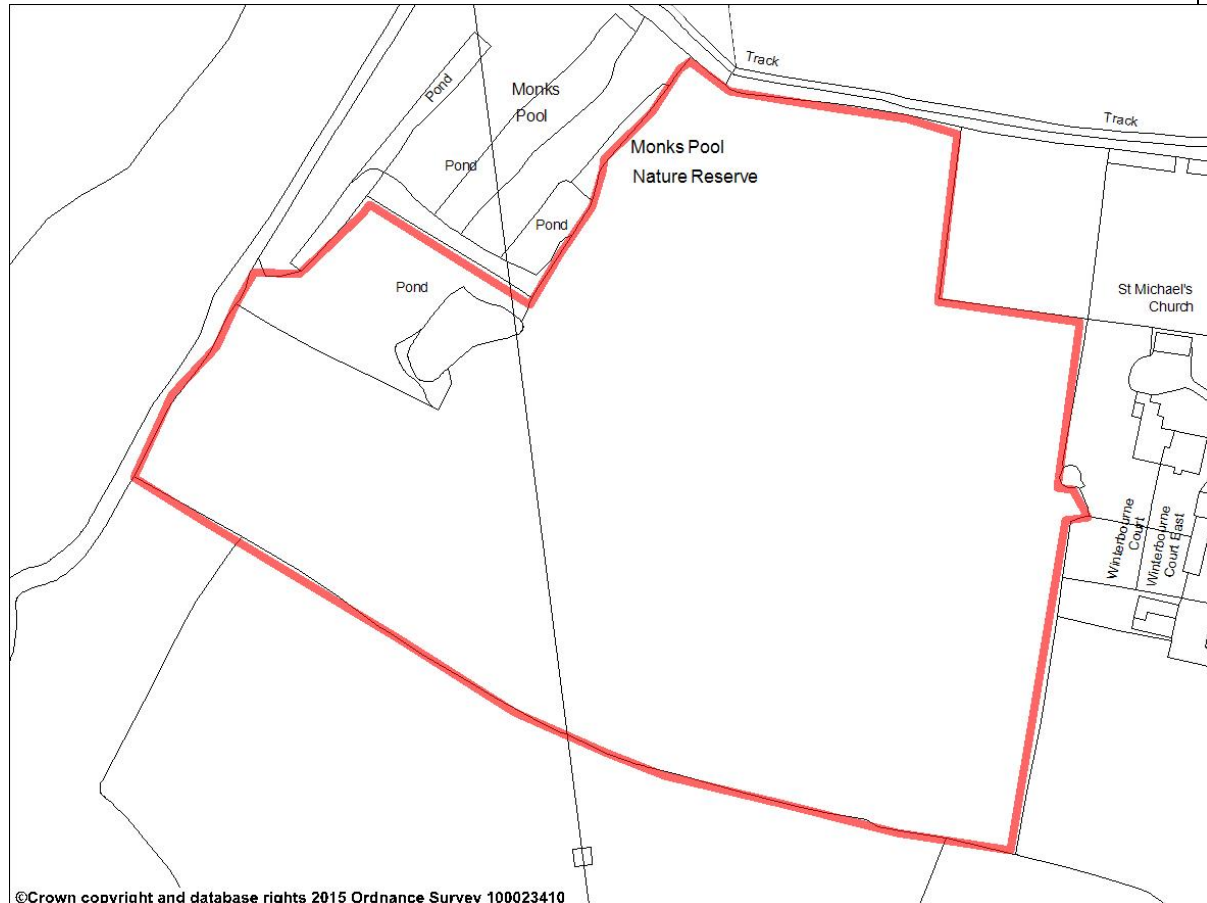 Track
Pond
Monks
Pool
Track
Monks Pool
Nature Reserve
Pond
Pond
Pond
St Michael's
Church
Winterbourne
Court
Winterbourne
Court East
©Crown copyright and database rights 2015 Ordnance Survey 100023410